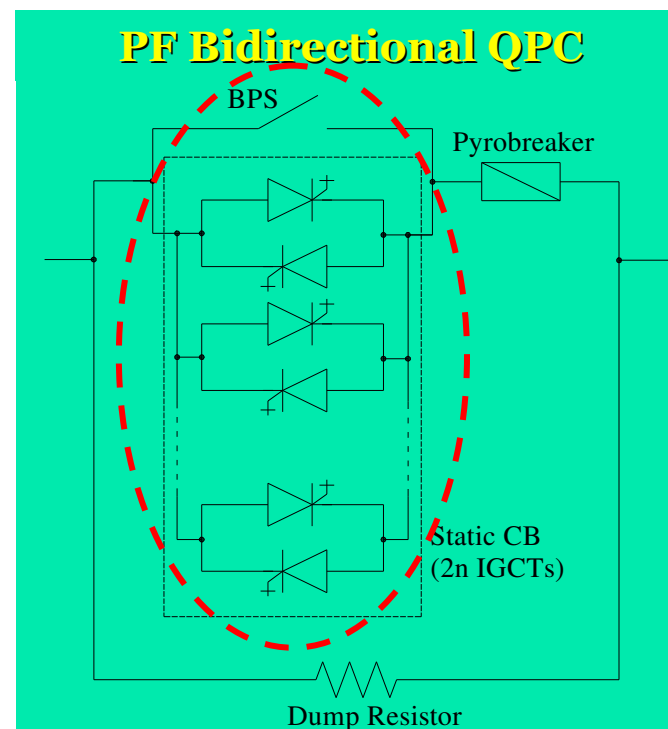 PF Bidirectional QPC
BPS
Pyrobreaker
Static CB
(2n IGCTs)
Dump Resistor